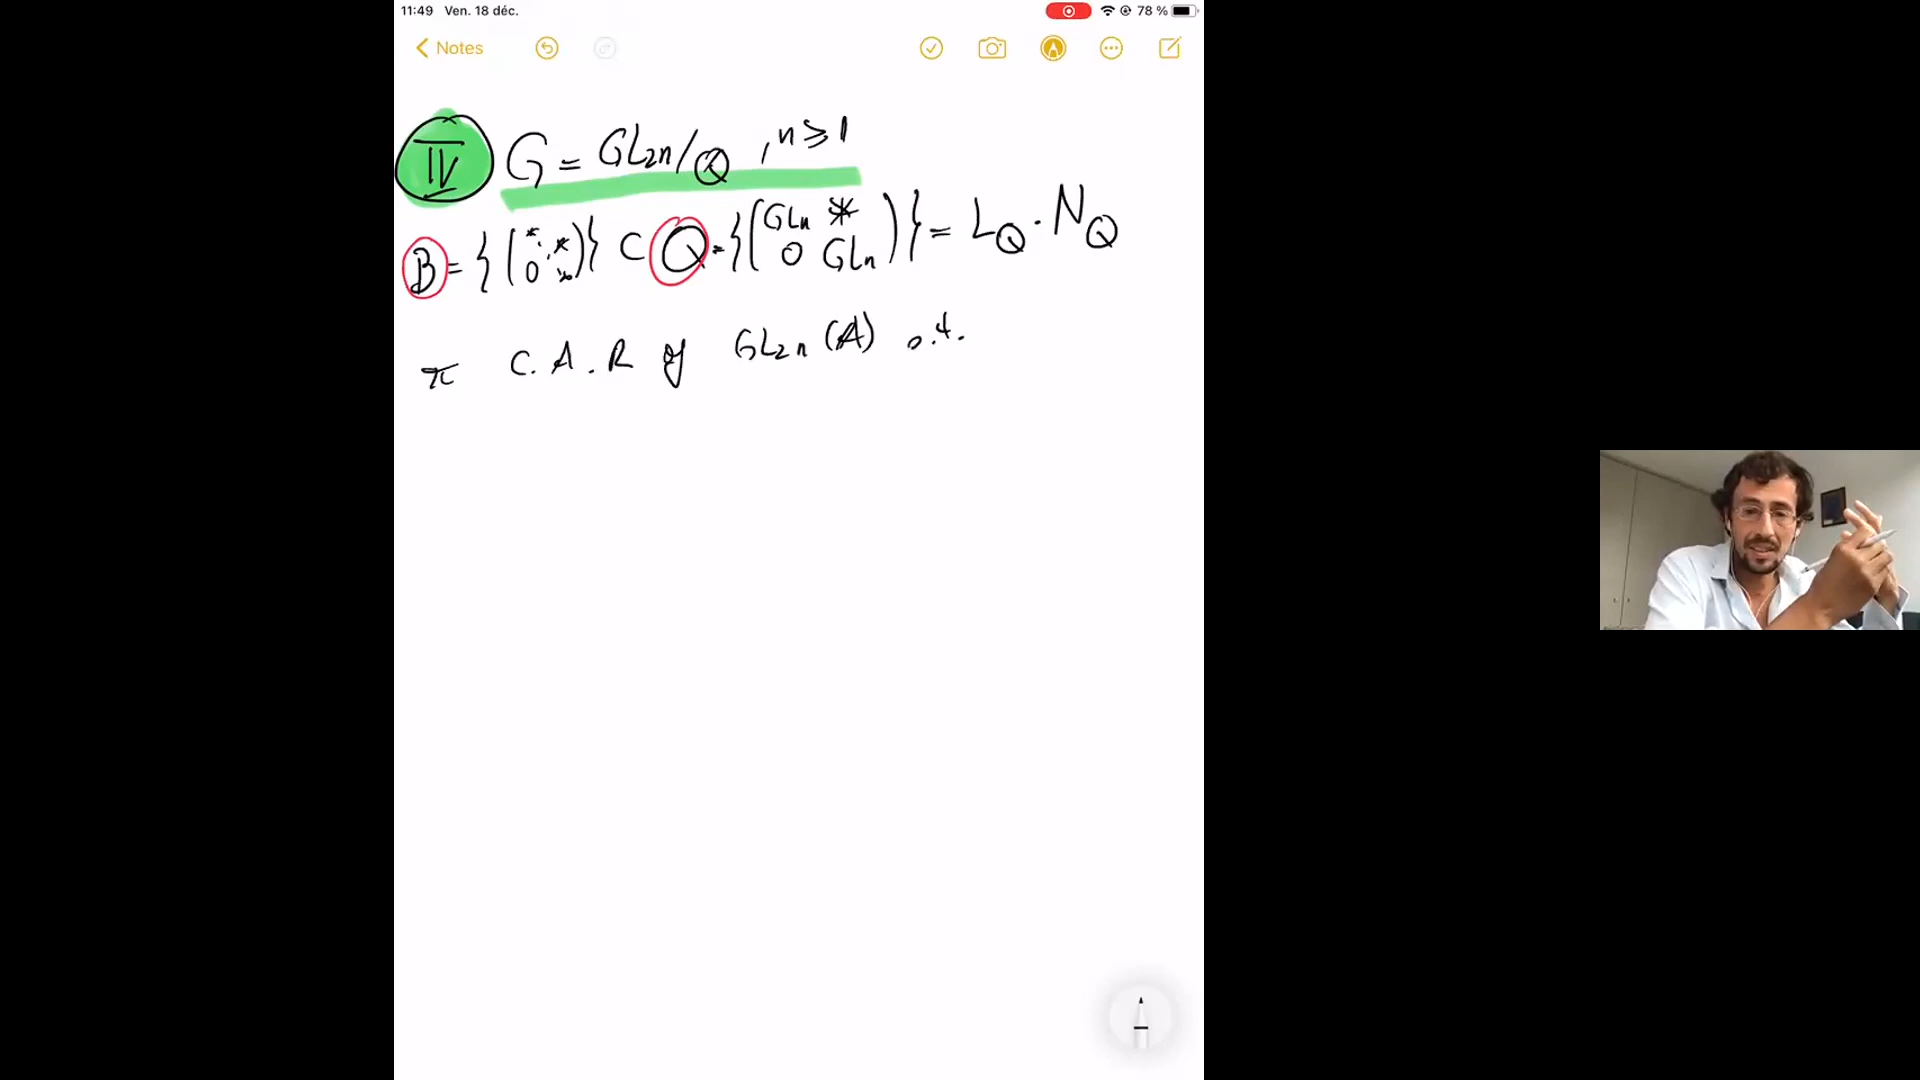 11:49 Ven. 18 déc. 78 %
Notes
IV G = GL2n/Q , n ⩾ 1
B = { ( * * 0 * ) } ⊂ Q = { ( GLn * 0 GLn ) } = LQ · NQ
π C.A.R of GL2n (𝔸) s.t.